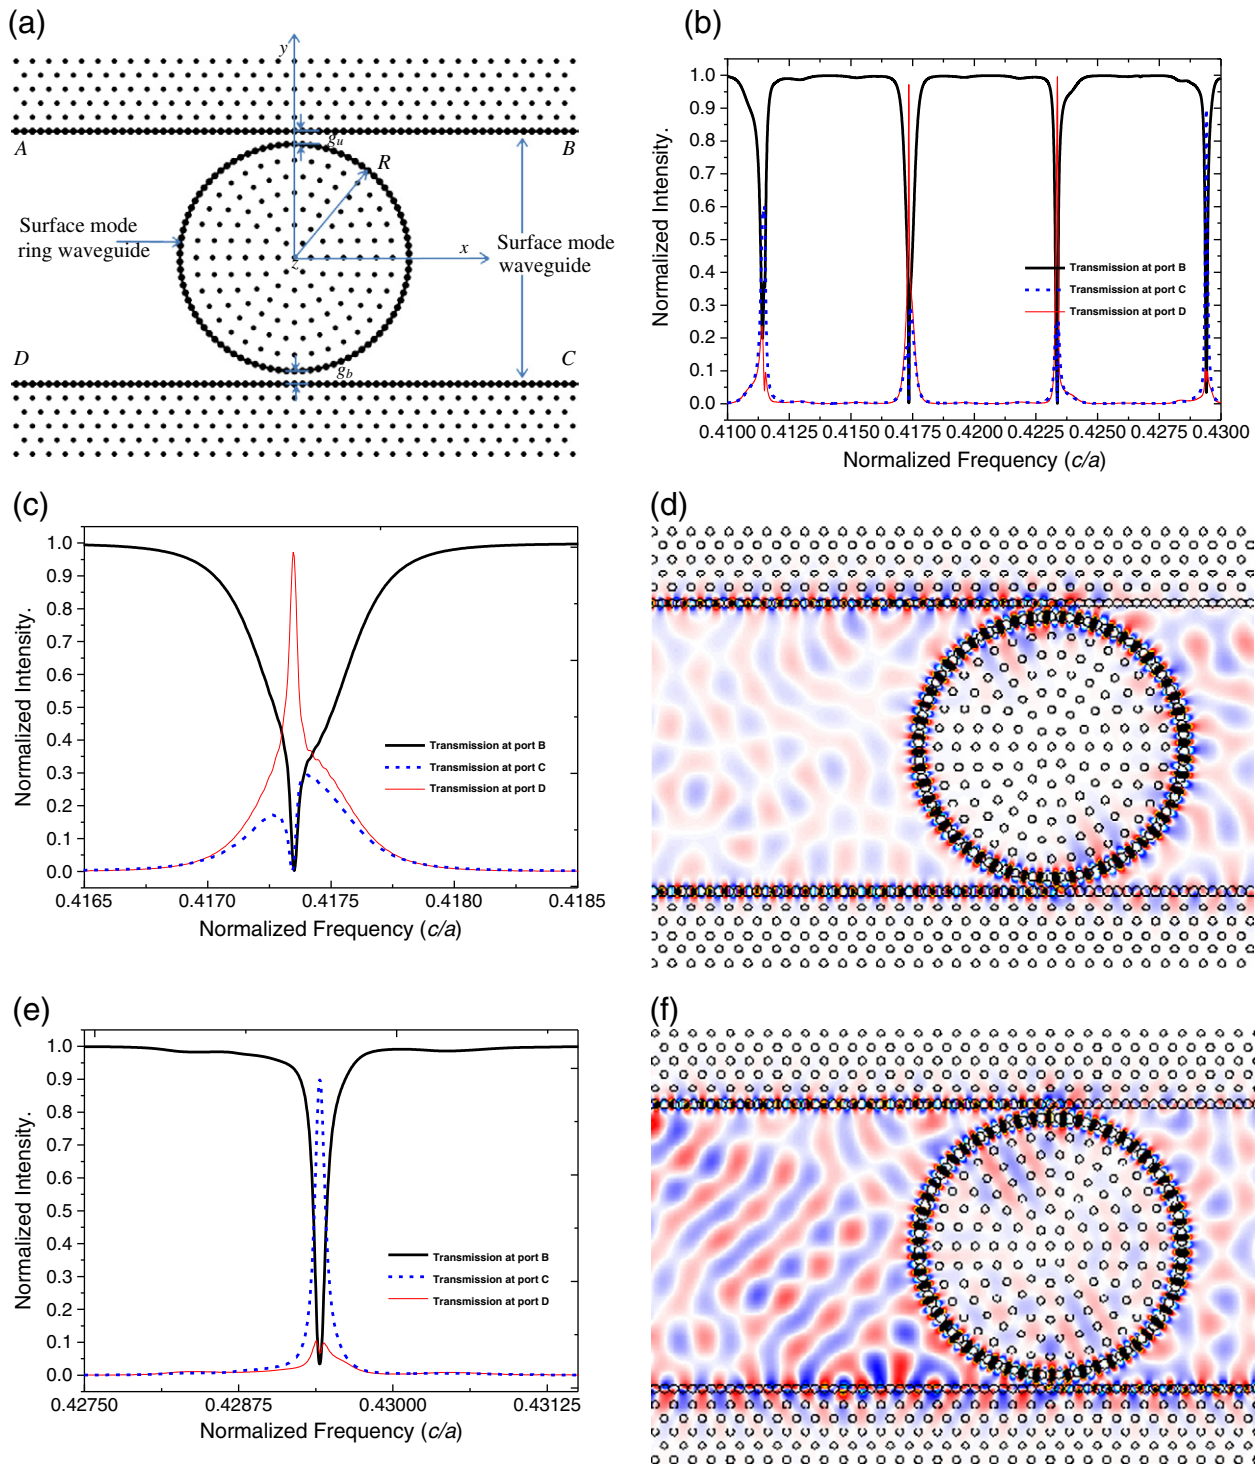 (a)
y
A
B
g_u
R
Surface mode
ring waveguide
x
z
Surface mode
waveguide
D
C
g_b
(b)
1.0
0.9
0.8
0.7
0.6
0.5
0.4
0.3
0.2
0.1
0.0
Normalized Intensity.
Transmission at port B
Transmission at port C
Transmission at port D
0.4100 0.4125 0.4150 0.4175 0.4200 0.4225 0.4250 0.4275 0.4300
Normalized Frequency (c/a)
(c)
1.0
0.9
0.8
0.7
0.6
0.5
0.4
0.3
0.2
0.1
0.0
Normalized Intensity.
Transmission at port B
Transmission at port C
Transmission at port D
0.4165 0.4170 0.4175 0.4180 0.4185
Normalized Frequency (c/a)
(d)
(e)
1.0
0.9
0.8
0.7
0.6
0.5
0.4
0.3
0.2
0.1
0.0
Normalized Intensity.
Transmission at port B
Transmission at port C
Transmission at port D
0.42750 0.42875 0.43000 0.43125
Normalized Frequency (c/a)
(f)